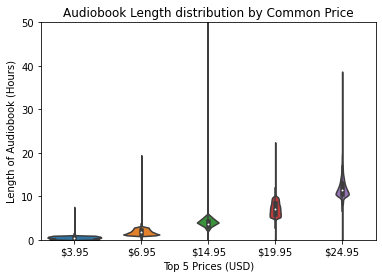 Audiobook Length distribution by Common Price
Length of Audiobook (Hours)
50
40
30
20
10
0
$3.95 $6.95 $14.95 $19.95 $24.95
Top 5 Prices (USD)